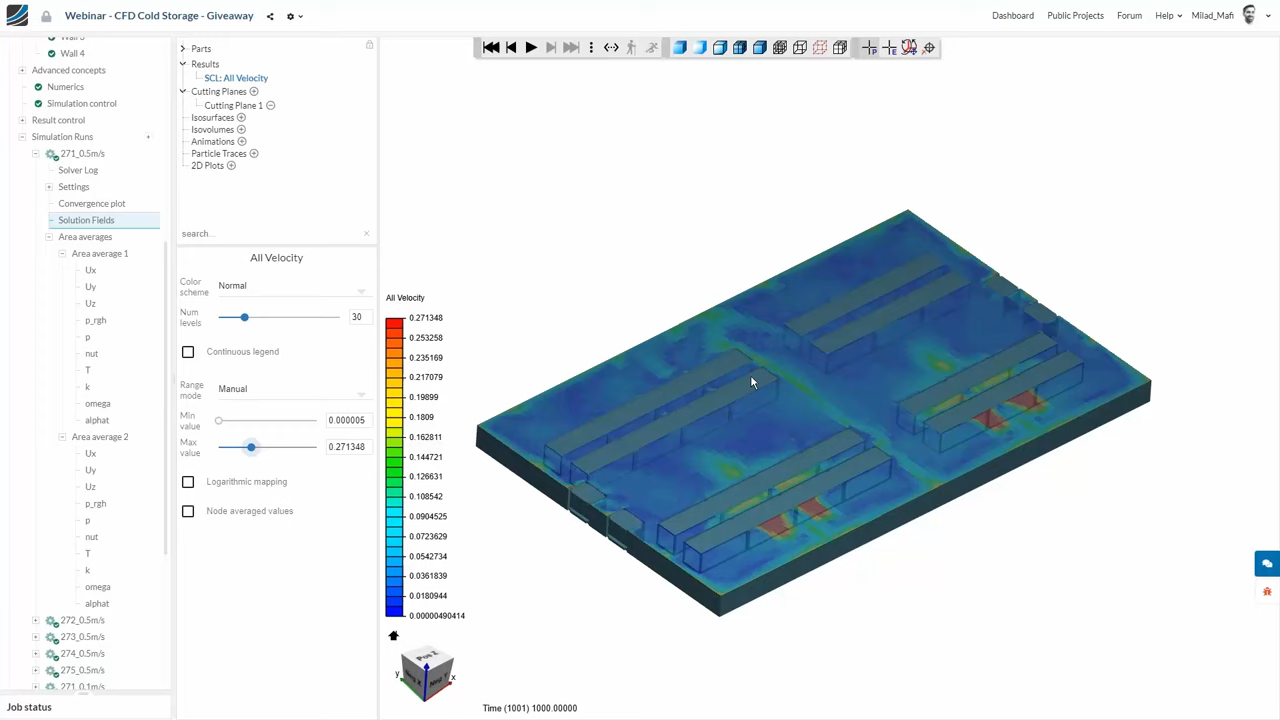 Webinar - CFD Cold Storage - Giveaway
Dashboard
Public Projects
Forum
Help
Milad_Mafi
Wall 4
Advanced concepts
Numerics
Simulation control
Result control
Simulation Runs
271_0.5m/s
Solver Log
Settings
Convergence plot
Solution Fields
Area averages
Area average 1
Ux
Uy
Uz
p_rgh
p
nut
T
k
omega
alphat
Area average 2
Ux
Uy
Uz
p_rgh
p
nut
T
k
omega
alphat
272_0.5m/s
273_0.5m/s
274_0.5m/s
275_0.5m/s
271_0.1m/s
Job status
Parts
Results
SCL: All Velocity
Cutting Planes
Cutting Plane 1
Isosurfaces
Isovolumes
Animations
Particle Traces
2D Plots
search...
All Velocity
Color scheme
Normal
Num levels
30
Continuous legend
Range mode
Manual
Min value
0.000005
Max value
0.271348
Logarithmic mapping
Node averaged values
All Velocity
0.271348
0.253258
0.235169
0.217079
0.19899
0.1809
0.162811
0.144721
0.126631
0.108542
0.0904525
0.0723629
0.0542734
0.0361839
0.0180944
0.00000490414
Pos Z
Neg X
Neg Y
y
x
Time (1001) 1000.00000